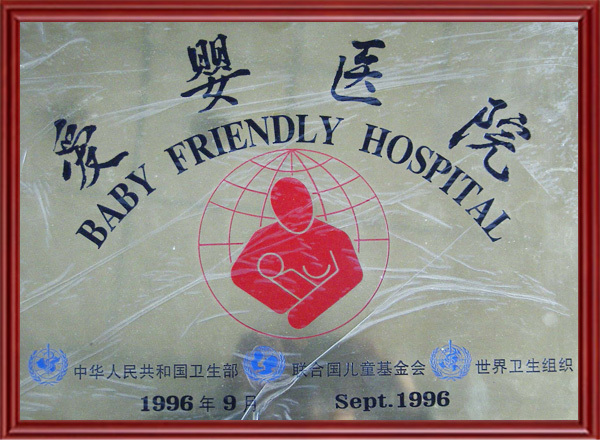 爱婴医院
BABY FRIENDLY HOSPITAL
中华人民共和国卫生部 联合国儿童基金会 世界卫生组织
1996年9月 Sept.1996